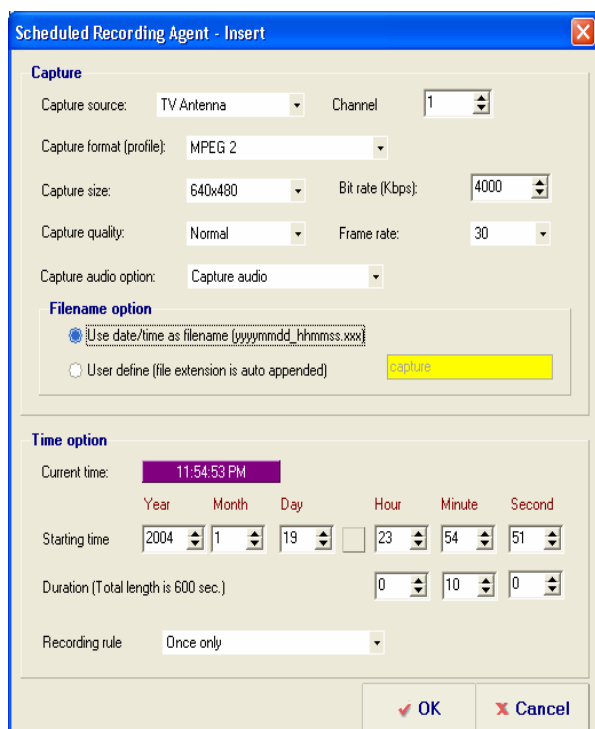 Scheduled Recording Agent - Insert
Capture
Capture source: TV Antenna Channel 1
Capture format (profile): MPEG 2
Capture size: 640x480 Bit rate (Kbps): 4000
Capture quality: Normal Frame rate: 30
Capture audio option: Capture audio
Filename option
Use date/time as filename (yyyymmdd_hhmmss.xxx)
User define (file extension is auto appended) capture
Time option
Current time: 11:54:53 PM
Year Month Day Hour Minute Second
Starting time 2004 1 19 23 54 51
Duration (Total length is 600 sec.) 0 10 0
Recording rule Once only
OK Cancel